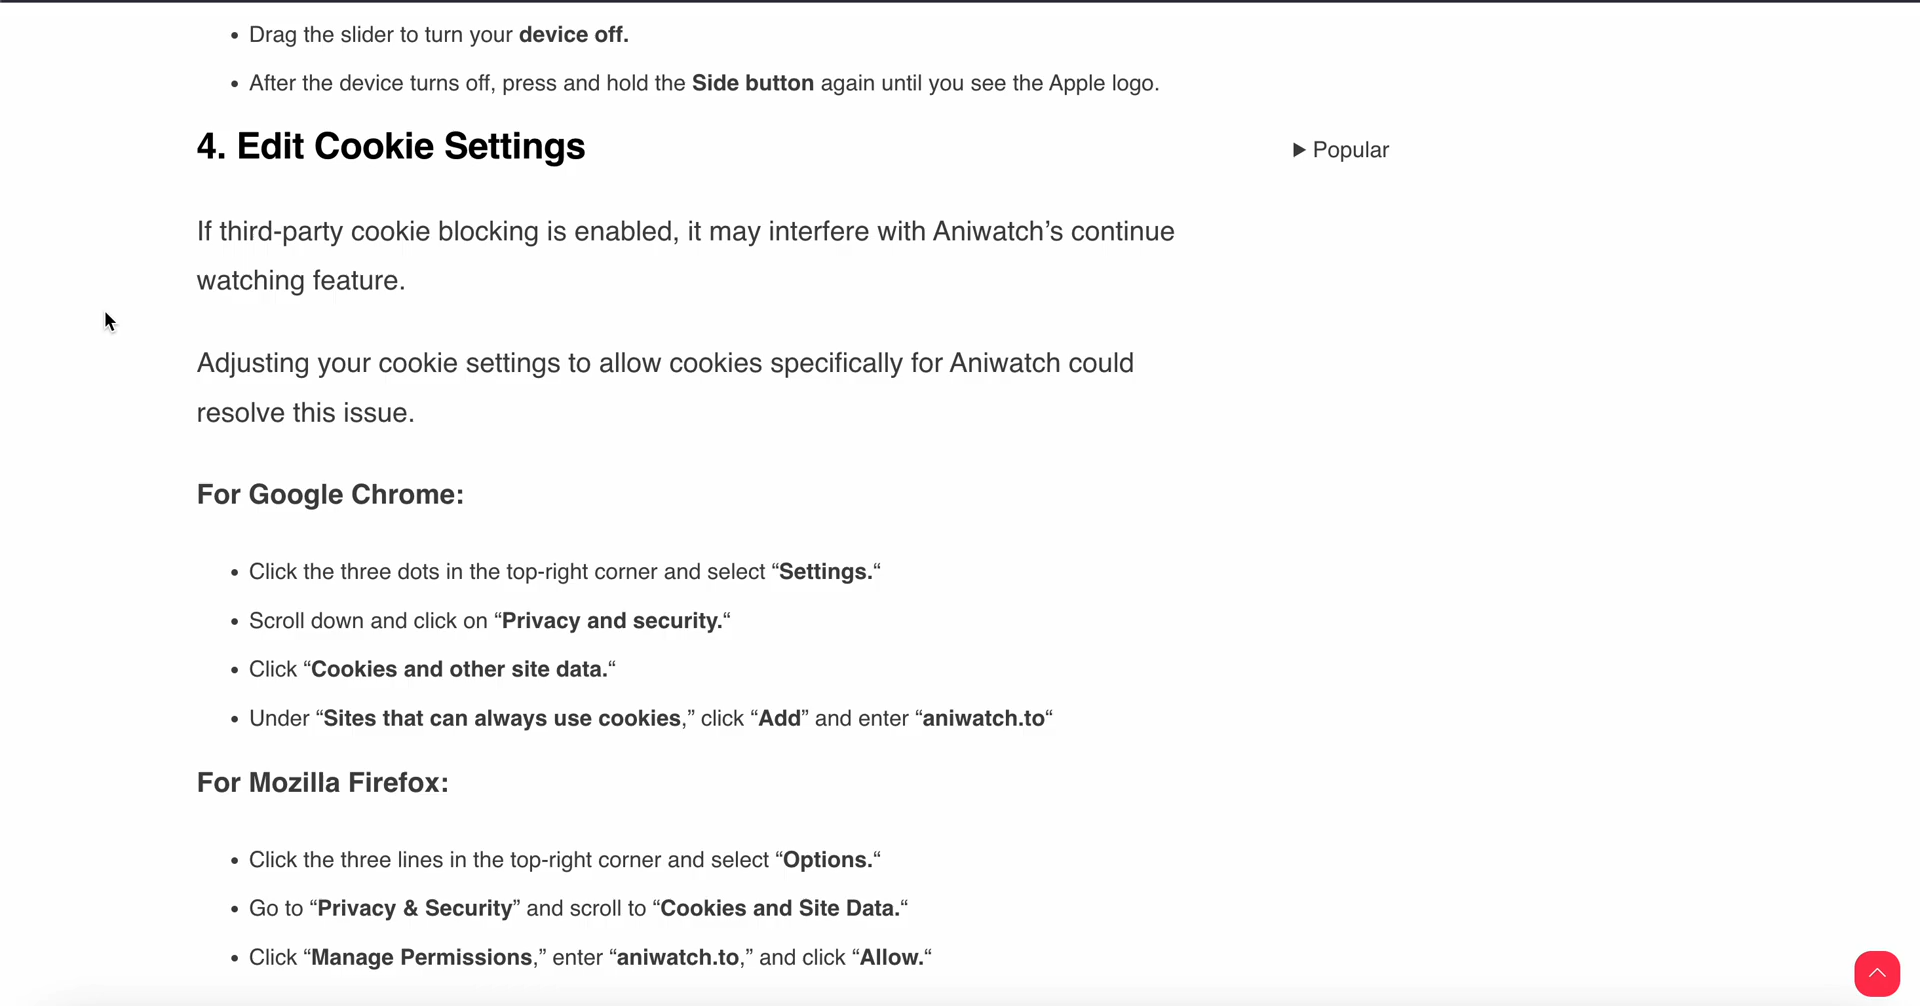 Drag the slider to turn your device off.
After the device turns off, press and hold the Side button again until you see the Apple logo.
4. Edit Cookie Settings
Popular
If third-party cookie blocking is enabled, it may interfere with Aniwatch’s continue
watching feature.
Adjusting your cookie settings to allow cookies specifically for Aniwatch could
resolve this issue.
For Google Chrome:
Click the three dots in the top-right corner and select “Settings.“
Scroll down and click on “Privacy and security.“
Click “Cookies and other site data.“
Under “Sites that can always use cookies,” click “Add” and enter “aniwatch.to“
For Mozilla Firefox:
Click the three lines in the top-right corner and select “Options.“
Go to “Privacy & Security” and scroll to “Cookies and Site Data.“
Click “Manage Permissions,” enter “aniwatch.to,” and click “Allow.“